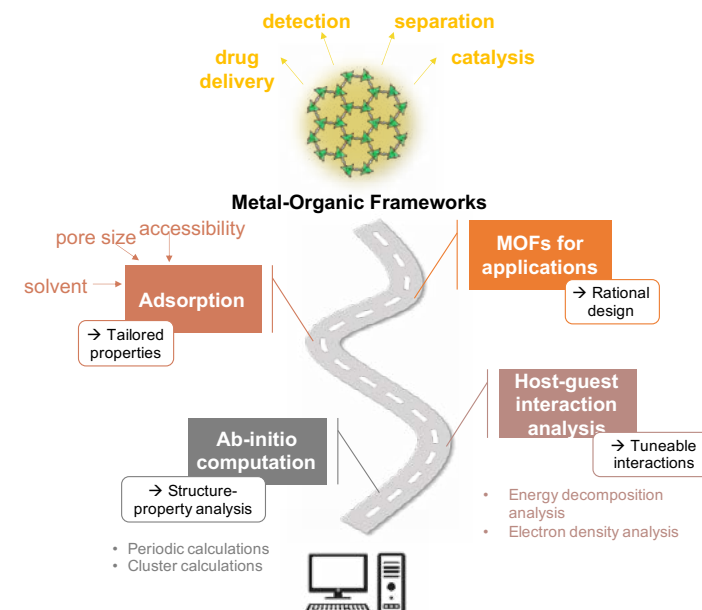 detection
separation
drug
delivery
catalysis
Metal-Organic Frameworks
accessibility
pore size
solvent
Adsorption
→ Tailored
properties
MOFs for
applications
→ Rational
design
Host-guest
interaction
analysis
→ Tuneable
interactions
• Energy decomposition
analysis
• Electron density analysis
Ab-initio
computation
→ Structure-
property analysis
• Periodic calculations
• Cluster calculations